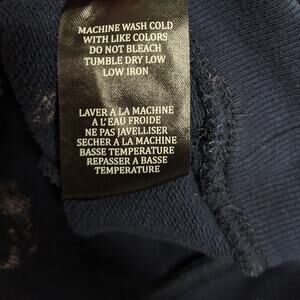 MACHINE WASH COLD
WITH LIKE COLORS
DO NOT BLEACH
TUMBLE DRY LOW
LOW IRON
LAVER A LA MACHINE
A L'EAU FROIDE
NE PAS JAVELLISER
SECHER A LA MACHINE
BASSE TEMPERATURE
REPASSER A BASSE
TEMPERATURE